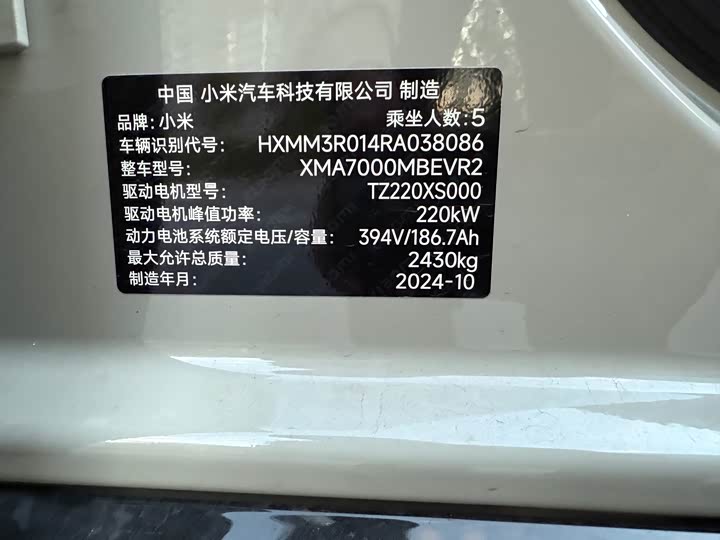 中国 小米汽车科技有限公司 制造
品牌:小米 乘坐人数:5
车辆识别代号: HXMM3R014RA038086
整车型号: XMA7000MBEVR2
驱动电机型号: TZ220XS000
驱动电机峰值功率: 220kW
动力电池系统额定电压/容量: 394V/186.7Ah
最大允许总质量: 2430kg
制造年月: 2024-10